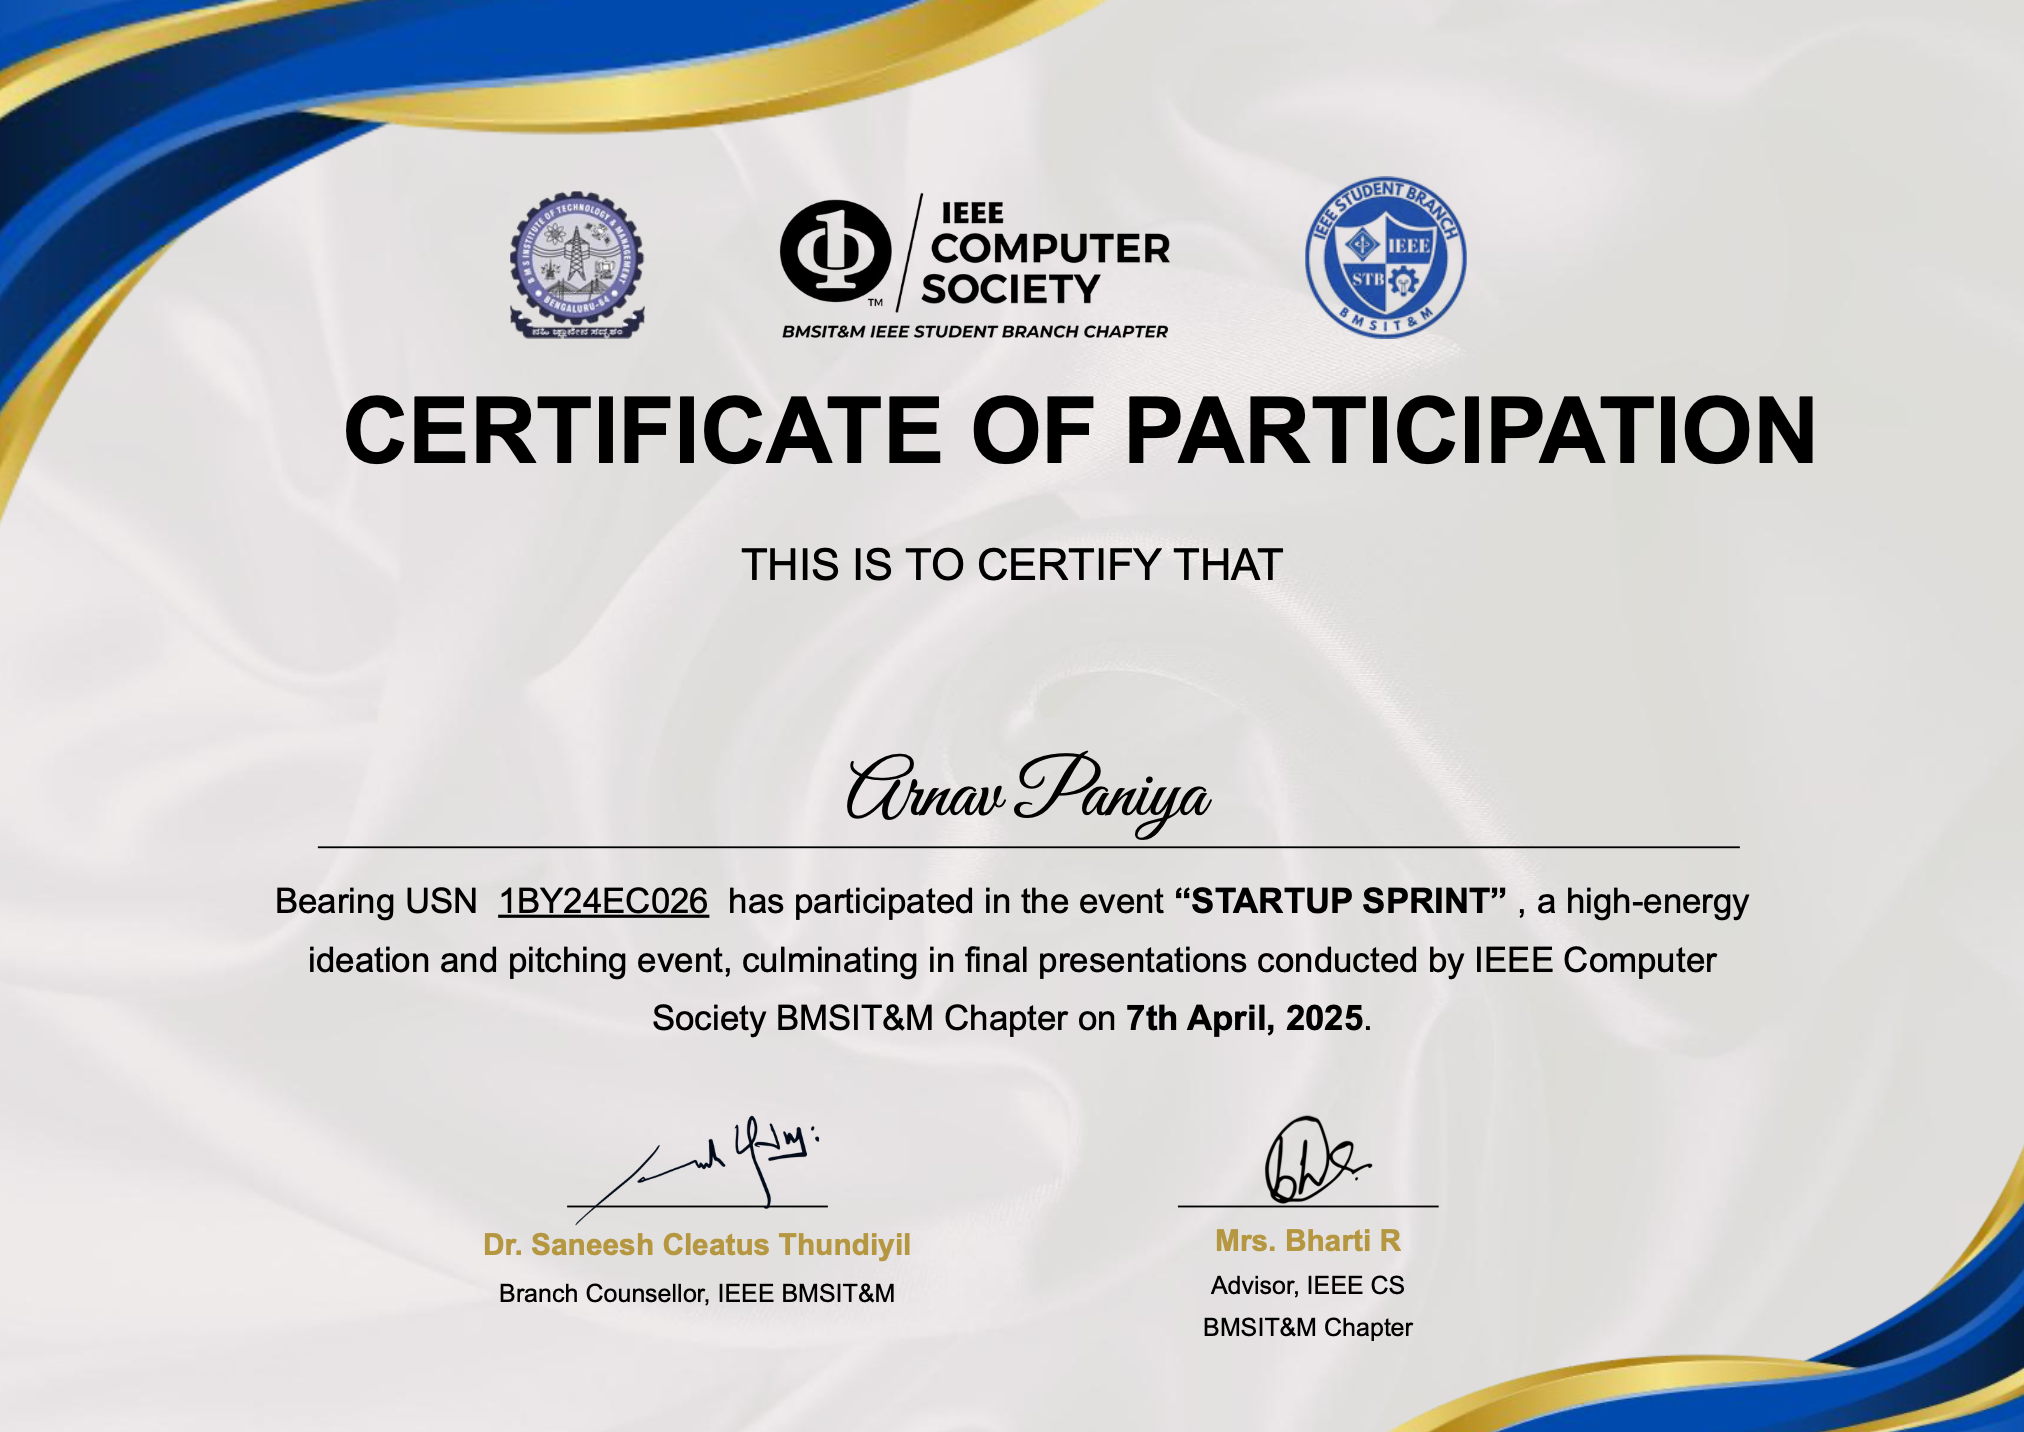 B M S INSTITUTE OF TECHNOLOGY & MANAGEMENT
BENGALURU-64
IEEE
COMPUTER
SOCIETY
TM
BMSIT&M IEEE STUDENT BRANCH CHAPTER
IEEE STUDENT BRANCH
IEEE
STB
BMSIT&M
CERTIFICATE OF PARTICIPATION
THIS IS TO CERTIFY THAT
Arnav Paniya
Bearing USN 1BY24EC026 has participated in the event “STARTUP SPRINT” , a high-energy
ideation and pitching event, culminating in final presentations conducted by IEEE Computer
Society BMSIT&M Chapter on 7th April, 2025.
Dr. Saneesh Cleatus Thundiyil
Branch Counsellor, IEEE BMSIT&M
Mrs. Bharti R
Advisor, IEEE CS
BMSIT&M Chapter